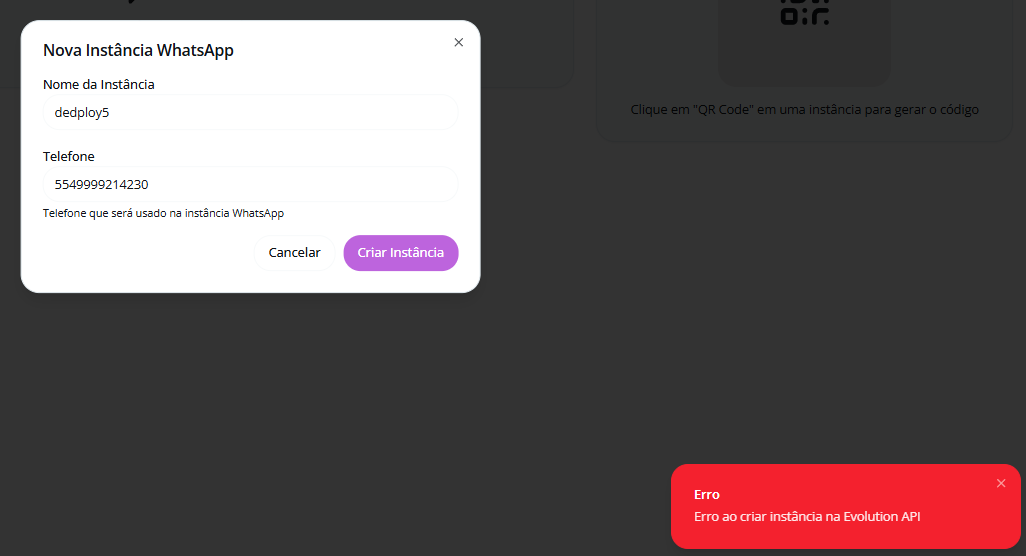 Nova Instância WhatsApp
Nome da Instância
dedploy5
Telefone
5549999214230
Telefone que será usado na instância WhatsApp
Cancelar
Criar Instância
Clique em "QR Code" em uma instância para gerar o código
Erro
Erro ao criar instância na Evolution API